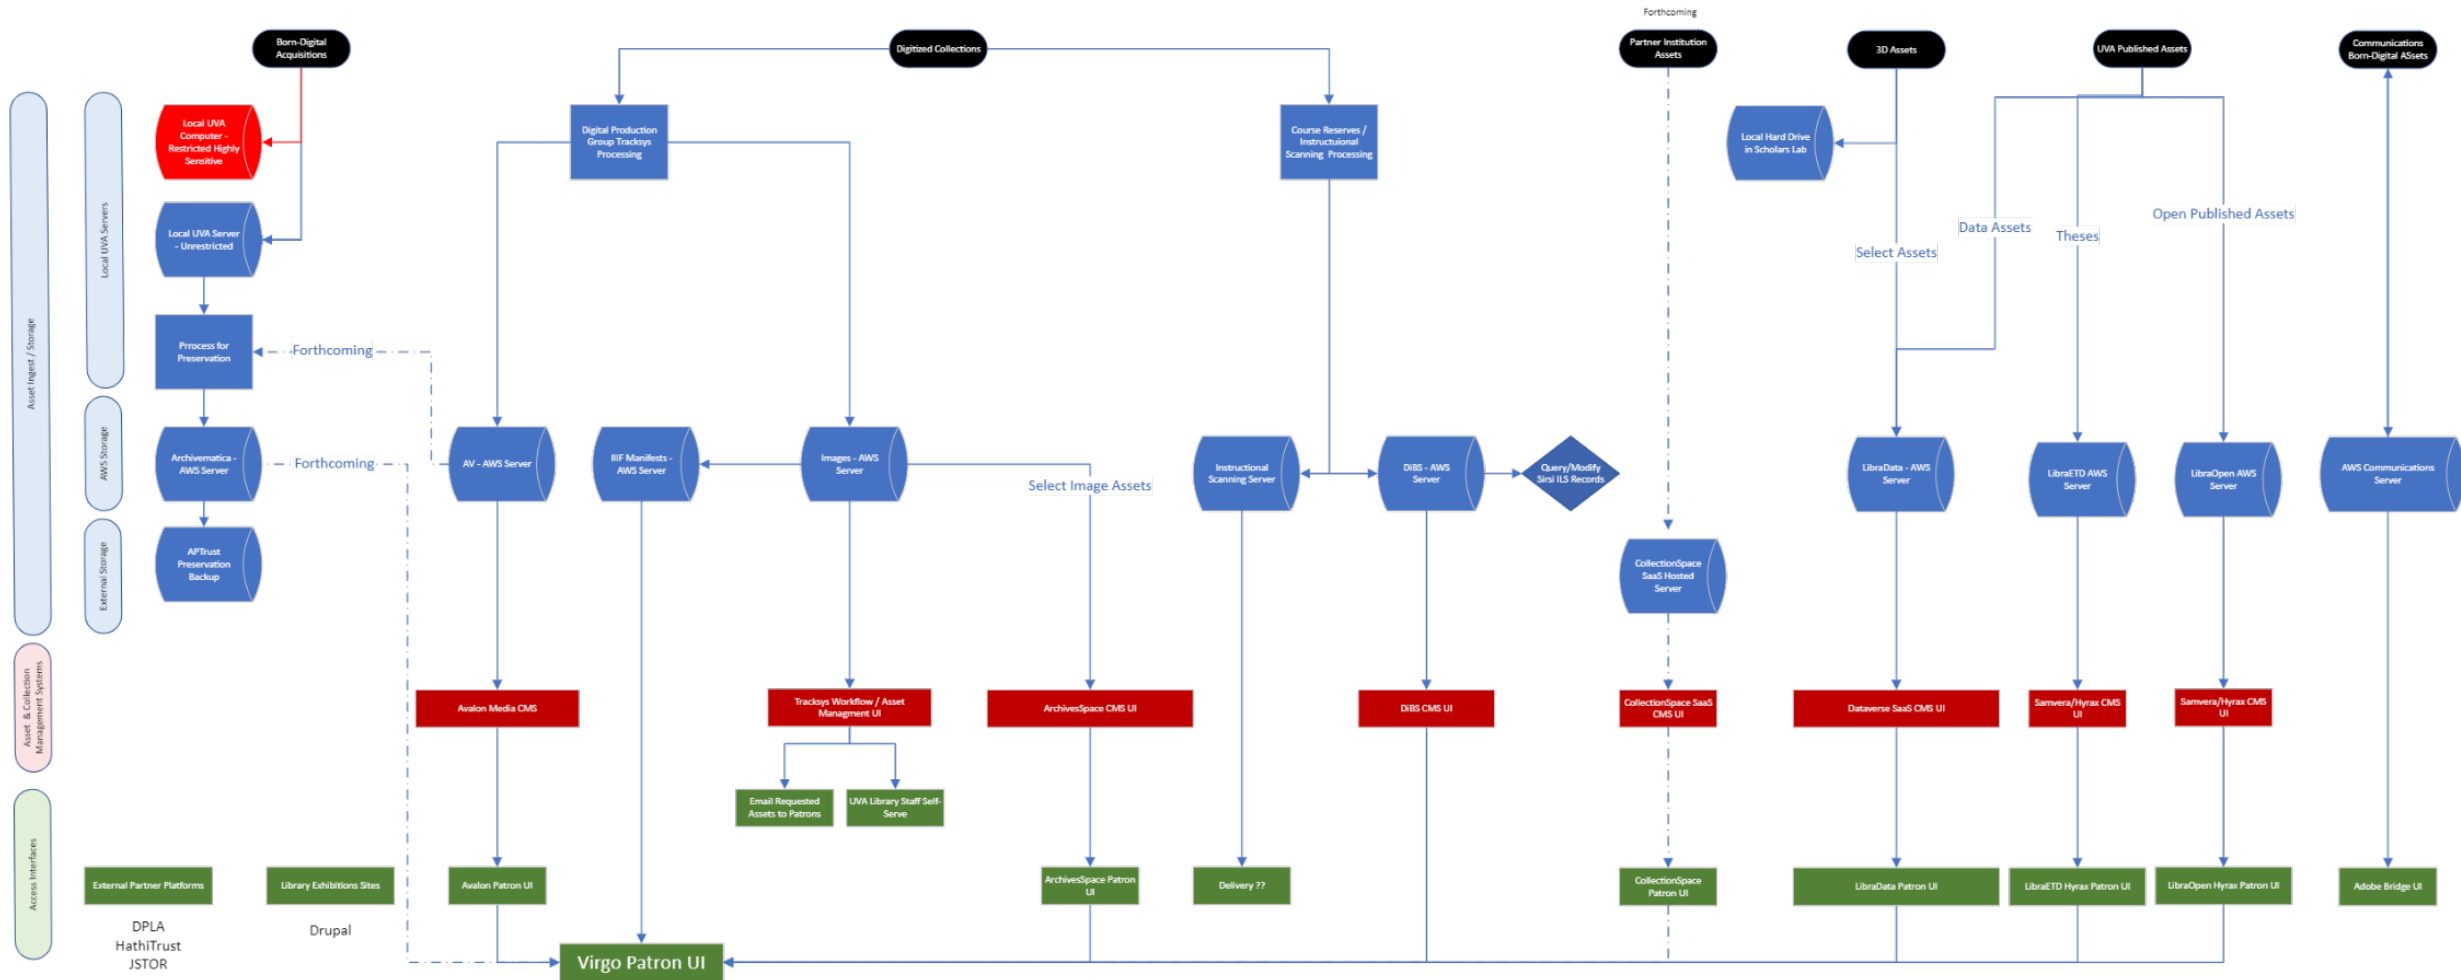 Forthcoming
Born-Digital
Acquisitions
Digitized Collections
Partner Institution
Assets
3D Assets
UVA Published Assets
Communications
Born-Digital ASsets
Asset Ingest / Storage
Local UVA Servers
Local UVA
Computer -
Restricted Highly
Sensitive
Digital Production
Group Tracksys
Processing
Course Reserves /
Instructuional
Scanning Processing
Local Hard Drive
in Scholars Lab
Local UVA Server
- Unrestricted
Data Assets
Theses
Open Published Assets
Select Assets
Prrocess for
Preservation
Forthcoming
AWS Storage
Archivematica -
AWS Server
Forthcoming
AV - AWS Server
IIIF Manifests -
AWS Server
Images - AWS
Server
Select Image Assets
Instructional
Scanning Server
DiBS - AWS
Server
Query/Modify
Sirsi ILS Records
LibraData - AWS
Server
LibraETD AWS
Server
LibraOpen AWS
Server
AWS Communications
Server
External Storage
APTrust
Preservation
Backup
CollectionSpace
SaaS Hosted
Server
Asset & Collection
Management Systems
Avalon Media CMS
Tracksys Workflow / Asset
Managment UI
ArchivesSpace CMS UI
DiBS CMS UI
CollectionSpace SaaS
CMS UI
Dataverse SaaS CMS UI
Samvera/Hyrax CMS
UI
Samvera/Hyrax CMS
UI
Email Requested
Assets to Patrons
UVA Library Staff Self-
Serve
Access Interfaces
External Partner Platforms
Library Exhibitions Sites
Avalon Patron UI
ArchivesSpace Patron
UI
Delivery ??
CollectionSpace
Patron UI
LibraData Patron UI
LibraETD Hyrax Patron UI
LibraOpen Hyrax Patron UI
Adobe Bridge UI
DPLA
HathiTrust
JSTOR
Drupal
Virgo Patron UI